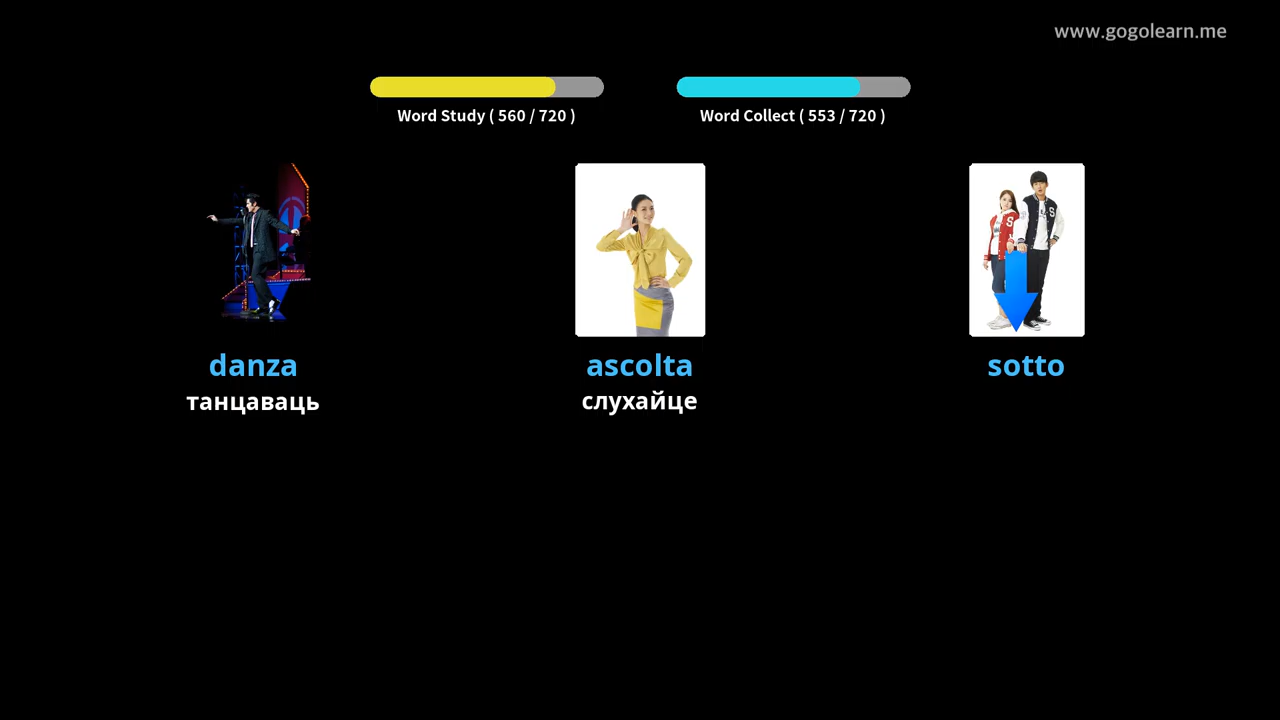 www.gogolearn.me
Word Study ( 560 / 720 )
Word Collect ( 553 / 720 )
danza
ascolta
sotto
танцаваць
слухайце